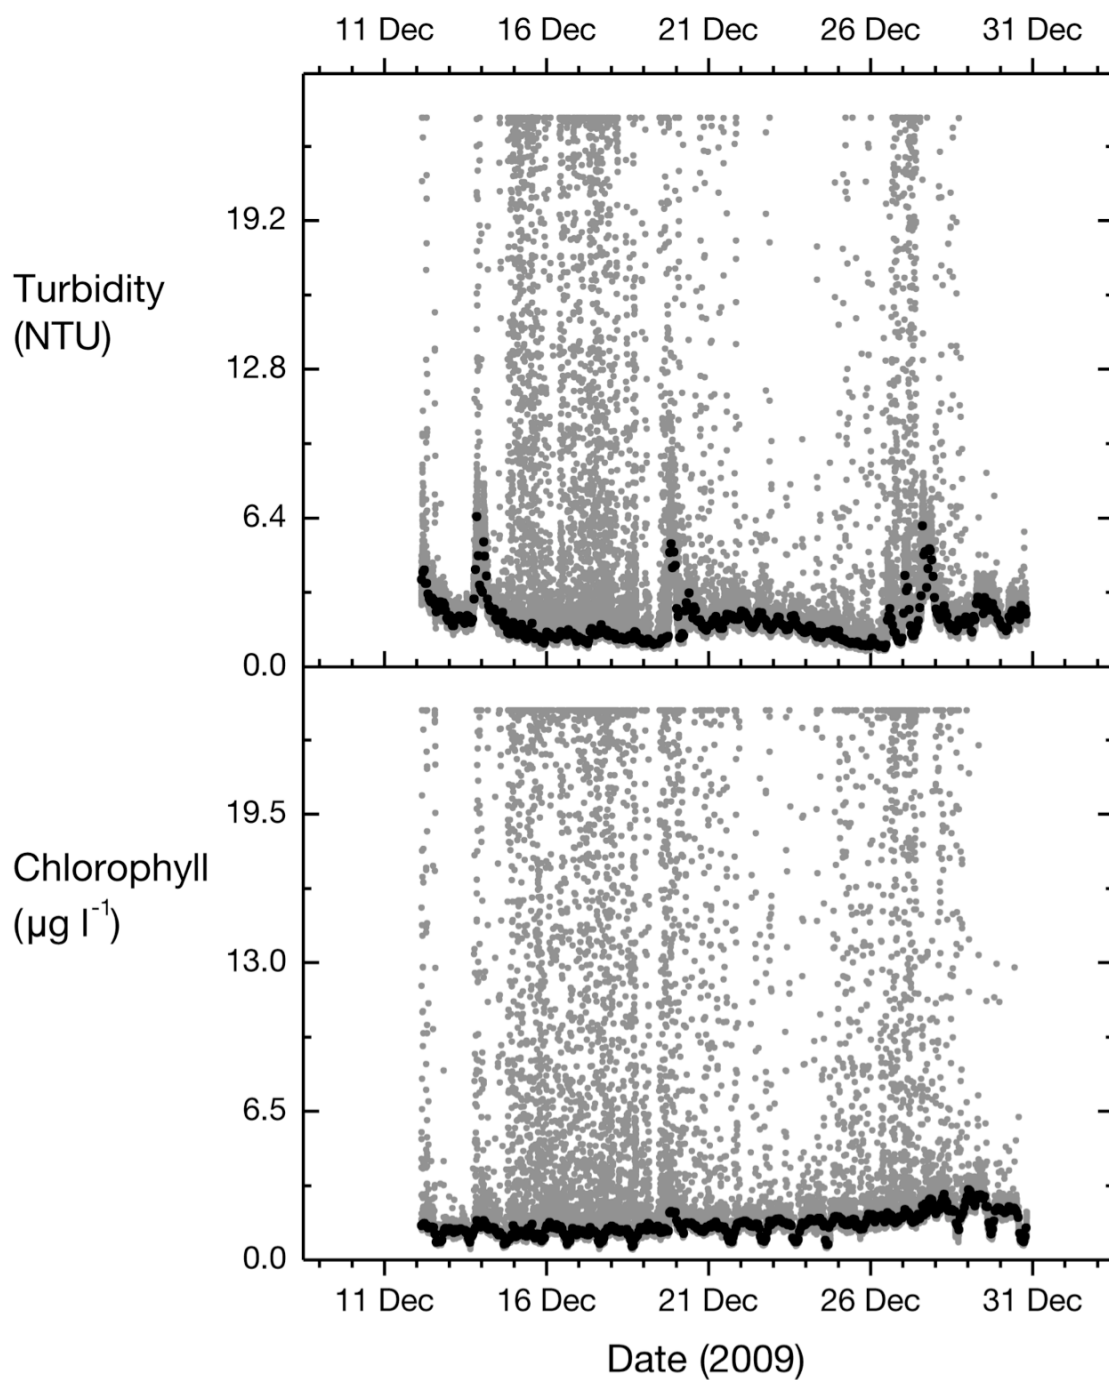 11 Dec 16 Dec 21 Dec 26 Dec 31 Dec
19.2
Turbidity
(NTU)
12.8
6.4
0.0
19.5
Chlorophyll
(µg l⁻¹)
13.0
6.5
0.0
11 Dec 16 Dec 21 Dec 26 Dec 31 Dec
Date (2009)